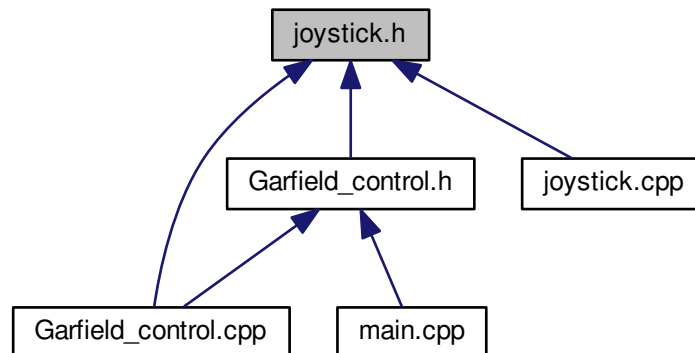 joystick.h
Garfield_control.h
joystick.cpp
Garfield_control.cpp
main.cpp